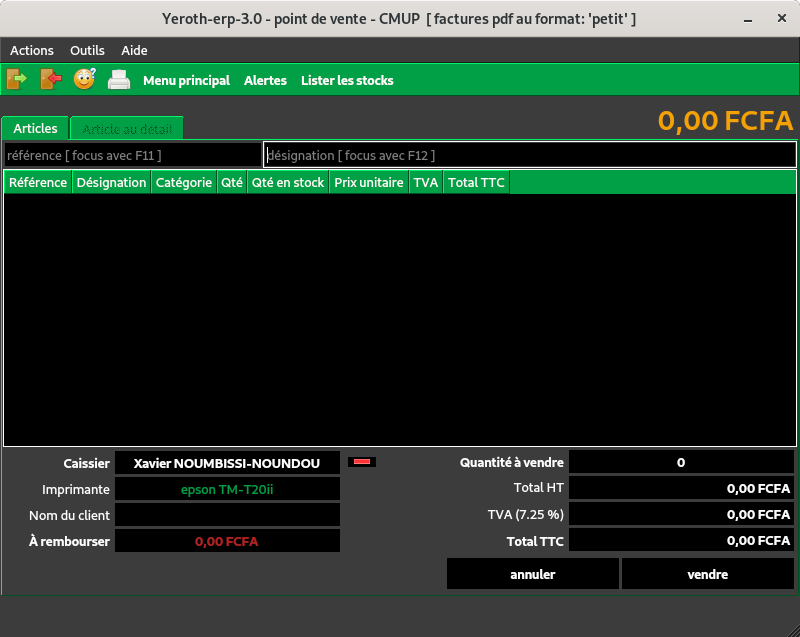 Yeroth-erp-3.0 - point de vente - CMUP [ factures pdf au format: 'petit' ]
Actions Outils Aide
Menu principal Alertes Lister les stocks
0,00 FCFA
Articles Article au détail
référence [ focus avec F11 ] désignation [ focus avec F12 ]
Référence Désignation Catégorie Qté Qté en stock Prix unitaire TVA Total TTC
Caissier Xavier NOUMBISSI-NOUNDOU Quantité à vendre 0
Imprimante epson TM-T20ii Total HT 0,00 FCFA
Nom du client TVA (7.25 %) 0,00 FCFA
À rembourser 0,00 FCFA Total TTC 0,00 FCFA
annuler vendre